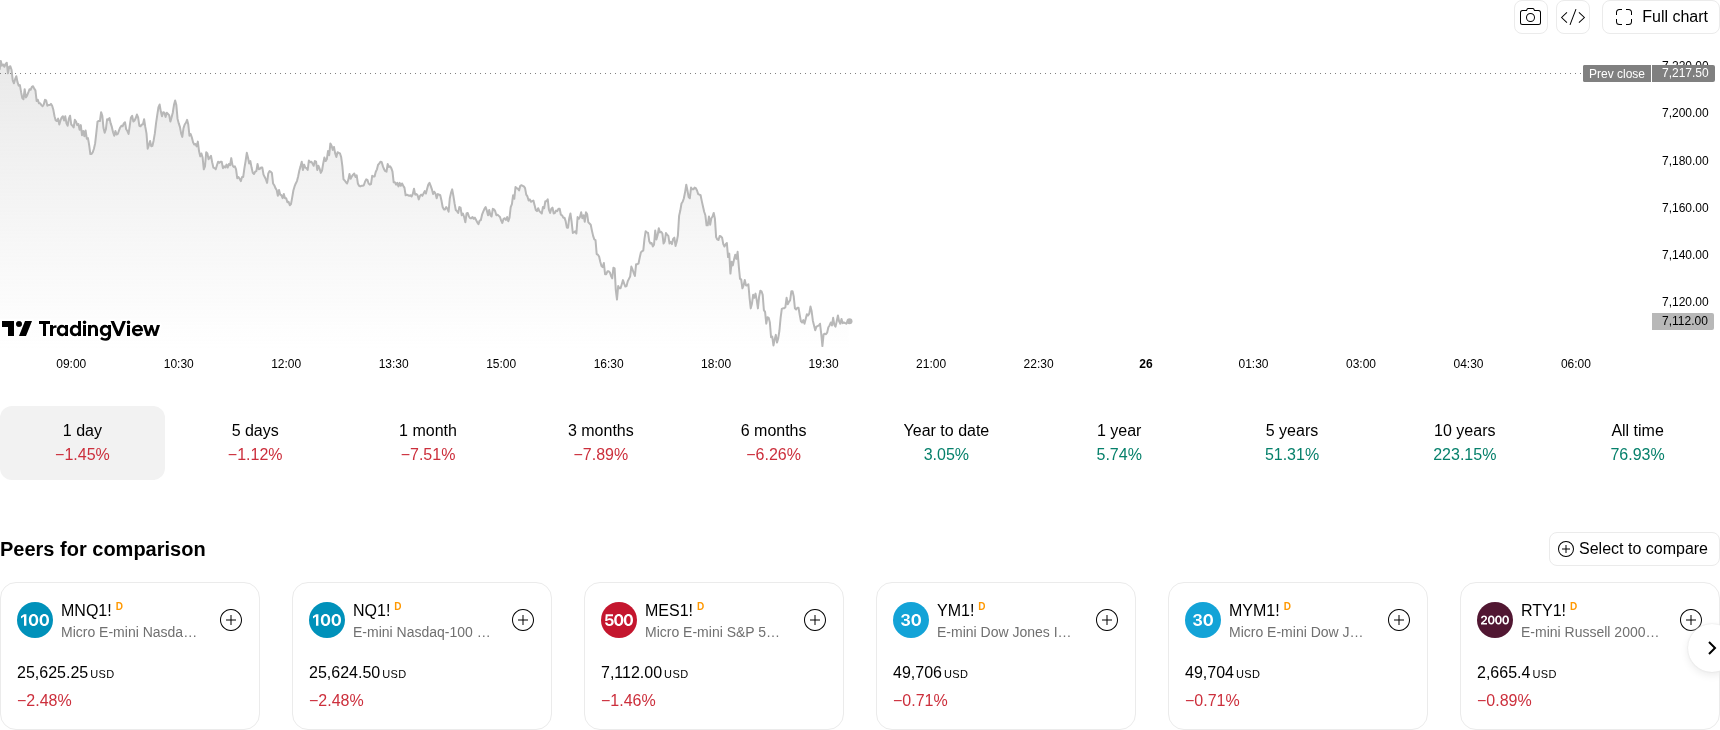 Full chart
Prev close 7,217.50
7,200.00
7,180.00
7,160.00
7,140.00
7,120.00
7,112.00
TradingView
09:00 10:30 12:00 13:30 15:00 16:30 18:00 19:30 21:00 22:30 26 01:30 03:00 04:30 06:00
1 day 5 days 1 month 3 months 6 months Year to date 1 year 5 years 10 years All time
−1.45% −1.12% −7.51% −7.89% −6.26% 3.05% 5.74% 51.31% 223.15% 76.93%
Peers for comparison
Select to compare
100 MNQ1! D
Micro E-mini Nasda…
25,625.25 USD
−2.48%
100 NQ1! D
E-mini Nasdaq-100 …
25,624.50 USD
−2.48%
500 MES1! D
Micro E-mini S&P 5…
7,112.00 USD
−1.46%
30 YM1! D
E-mini Dow Jones I…
49,706 USD
−0.71%
30 MYM1! D
Micro E-mini Dow J…
49,704 USD
−0.71%
2000 RTY1! D
E-mini Russell 2000…
2,665.4 USD
−0.89%